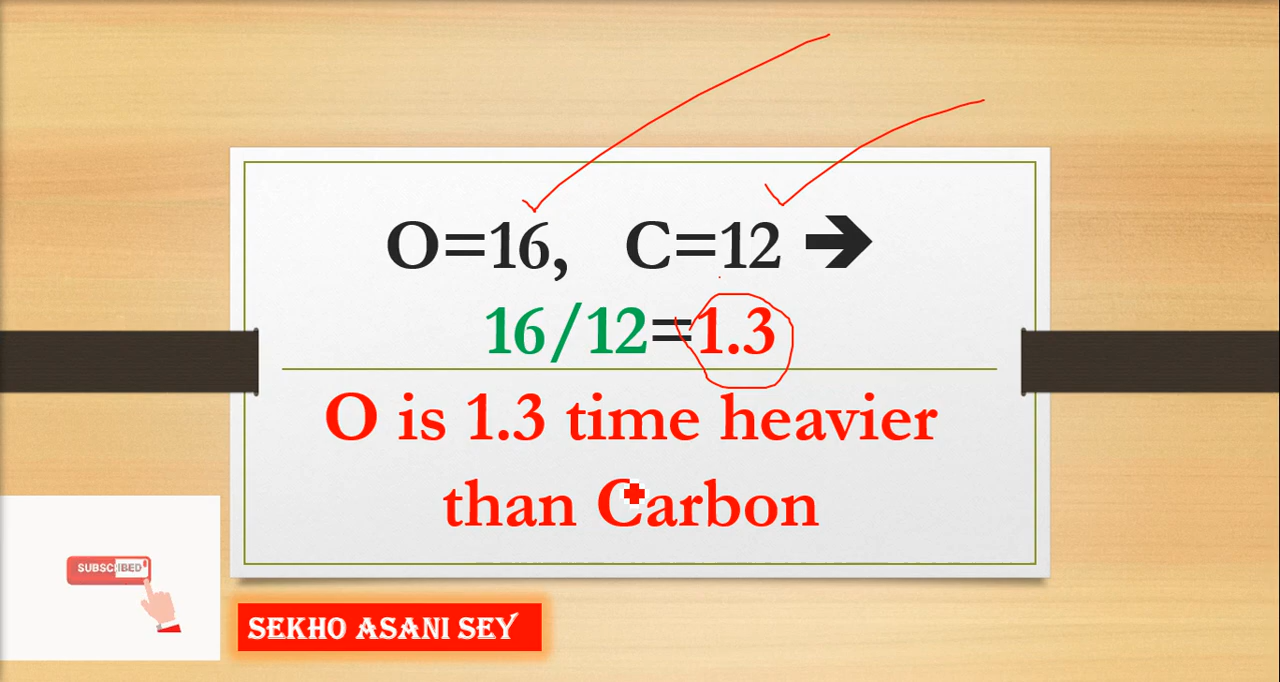 O=16, C=12 →
16/12=1.3
O is 1.3 time heavier
than Carbon
SUBSCRIBED
SEKHO ASANI SEY